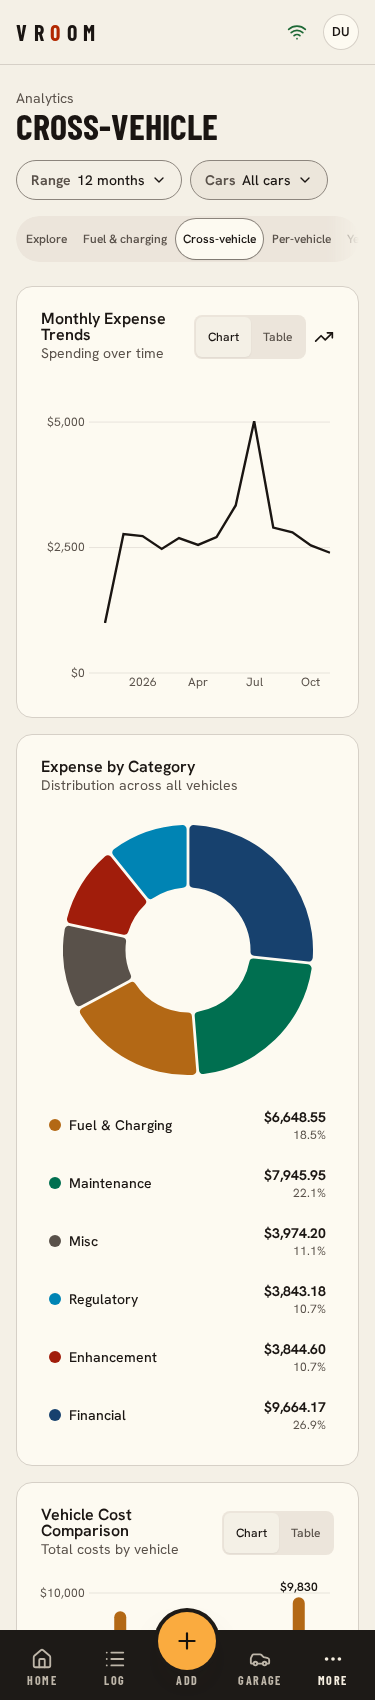 VROOM
DU
Analytics
CROSS-VEHICLE
Range 12 months
Cars All cars
Explore
Fuel & charging
Cross-vehicle
Per-vehicle
Monthly Expense
Trends
Spending over time
Chart
Table
$5,000
$2,500
$0
2026
Apr
Jul
Oct
Expense by Category
Distribution across all vehicles
Fuel & Charging
$6,648.55
18.5%
Maintenance
$7,945.95
22.1%
Misc
$3,974.20
11.1%
Regulatory
$3,843.18
10.7%
Enhancement
$3,844.60
10.7%
Financial
$9,664.17
26.9%
Vehicle Cost
Comparison
Total costs by vehicle
Chart
Table
$10,000
$9,830
HOME
LOG
ADD
GARAGE
MORE